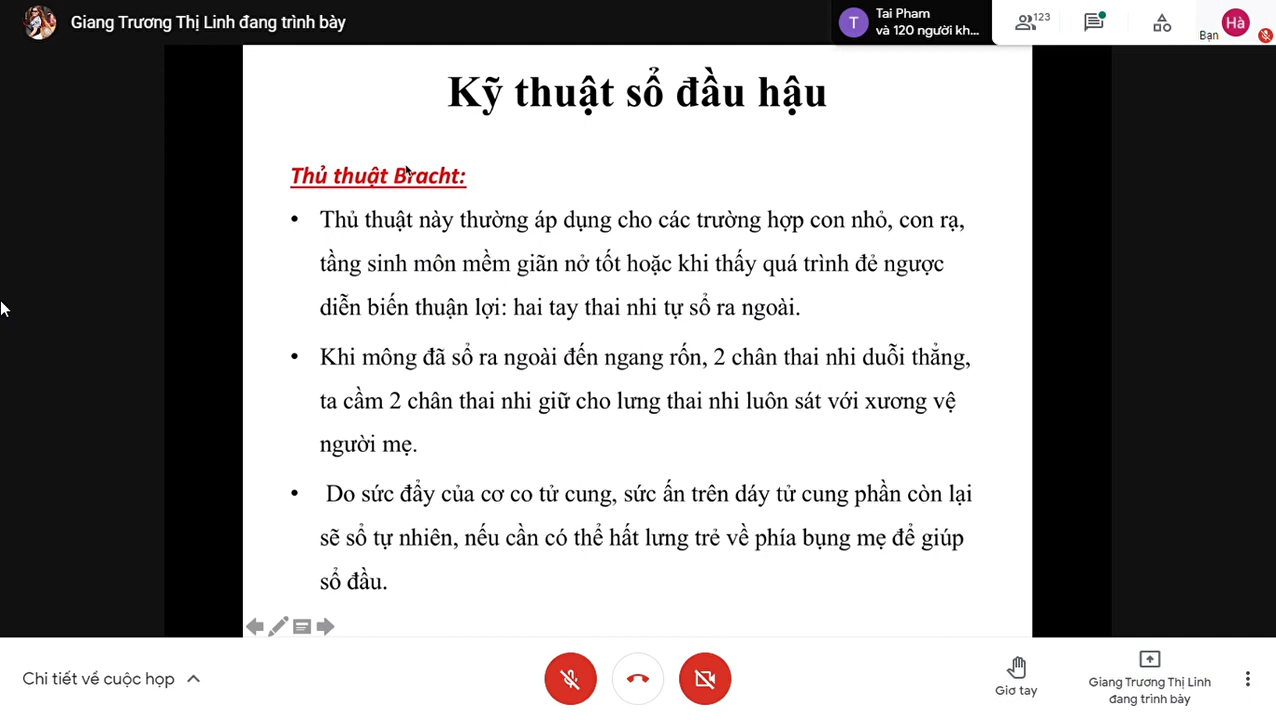 Giang Trương Thị Linh đang trình bày
T
Tai Pham
và 120 người kh...
123
Bạn
Hà
Kỹ thuật sổ đầu hậu
Thủ thuật Bracht:
• Thủ thuật này thường áp dụng cho các trường hợp con nhỏ, con rạ,
tầng sinh môn mềm giãn nở tốt hoặc khi thấy quá trình đẻ ngược
diễn biến thuận lợi: hai tay thai nhi tự sổ ra ngoài.
• Khi mông đã sổ ra ngoài đến ngang rốn, 2 chân thai nhi duỗi thẳng,
ta cầm 2 chân thai nhi giữ cho lưng thai nhi luôn sát với xương vệ
người mẹ.
• Do sức đẩy của cơ co tử cung, sức ấn trên dáy tử cung phần còn lại
sẽ sổ tự nhiên, nếu cần có thể hất lưng trẻ về phía bụng mẹ để giúp
sổ đầu.
Chi tiết về cuộc họp
Giơ tay
Giang Trương Thị Linh
đang trình bày